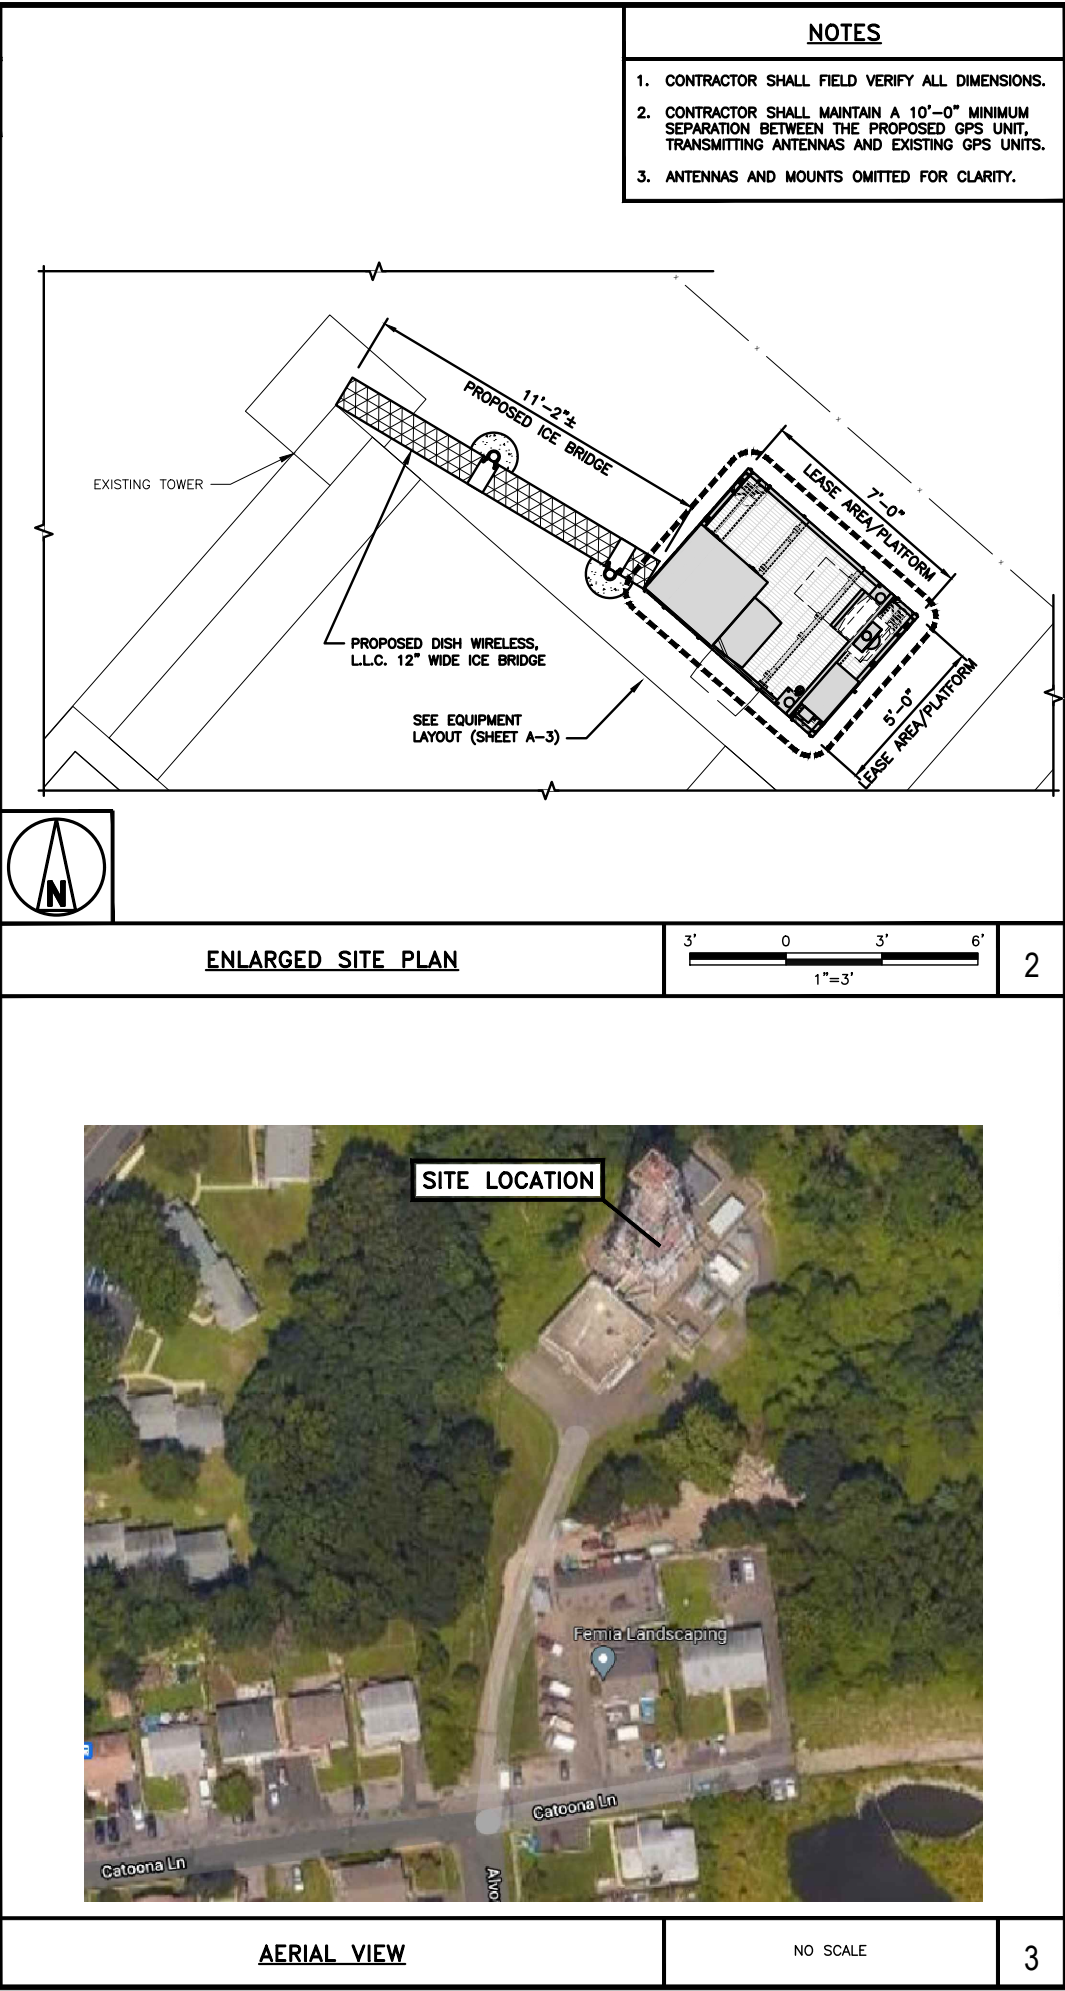 NOTES
1. CONTRACTOR SHALL FIELD VERIFY ALL DIMENSIONS.
2. CONTRACTOR SHALL MAINTAIN A 10'-0" MINIMUM
SEPARATION BETWEEN THE PROPOSED GPS UNIT,
TRANSMITTING ANTENNAS AND EXISTING GPS UNITS.
3. ANTENNAS AND MOUNTS OMITTED FOR CLARITY.
11'-2"±
PROPOSED ICE BRIDGE
7'-0"
LEASE AREA/PLATFORM
EXISTING TOWER
PROPOSED DISH WIRELESS,
L.L.C. 12" WIDE ICE BRIDGE
SEE EQUIPMENT
LAYOUT (SHEET A-3)
5'-0"
LEASE AREA/PLATFORM
N
ENLARGED SITE PLAN
3' 0 3' 6'
1"=3'
2
SITE LOCATION
Femia Landscaping
Catoona Ln
Catoona Ln
Alvo
AERIAL VIEW
NO SCALE
3